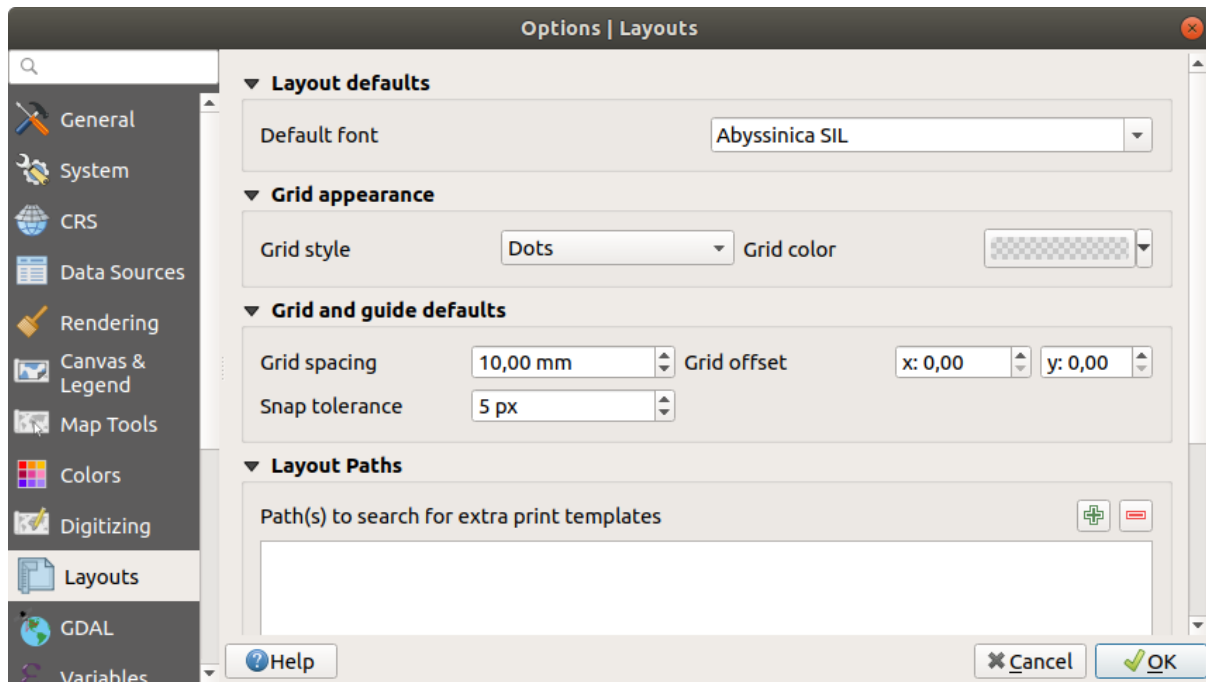 Options | Layouts
General
System
CRS
Data Sources
Rendering
Canvas &
Legend
Map Tools
Colors
Digitizing
Layouts
GDAL
Variables
Layout defaults
Default font
Abyssinica SIL
Grid appearance
Grid style
Dots
Grid color
Grid and guide defaults
Grid spacing
10,00 mm
Grid offset
x: 0,00
y: 0,00
Snap tolerance
5 px
Layout Paths
Path(s) to search for extra print templates
Help
Cancel
OK